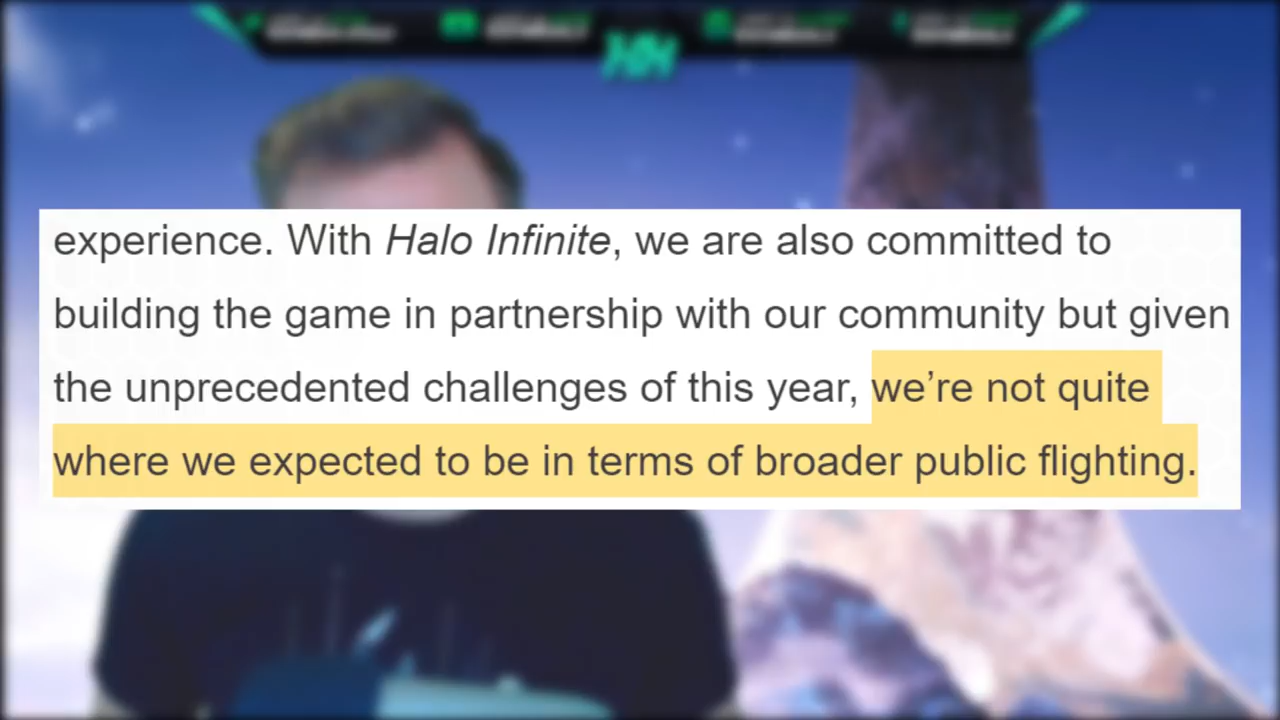 HH
experience. With Halo Infinite, we are also committed to
building the game in partnership with our community but given
the unprecedented challenges of this year, we’re not quite
where we expected to be in terms of broader public flighting.